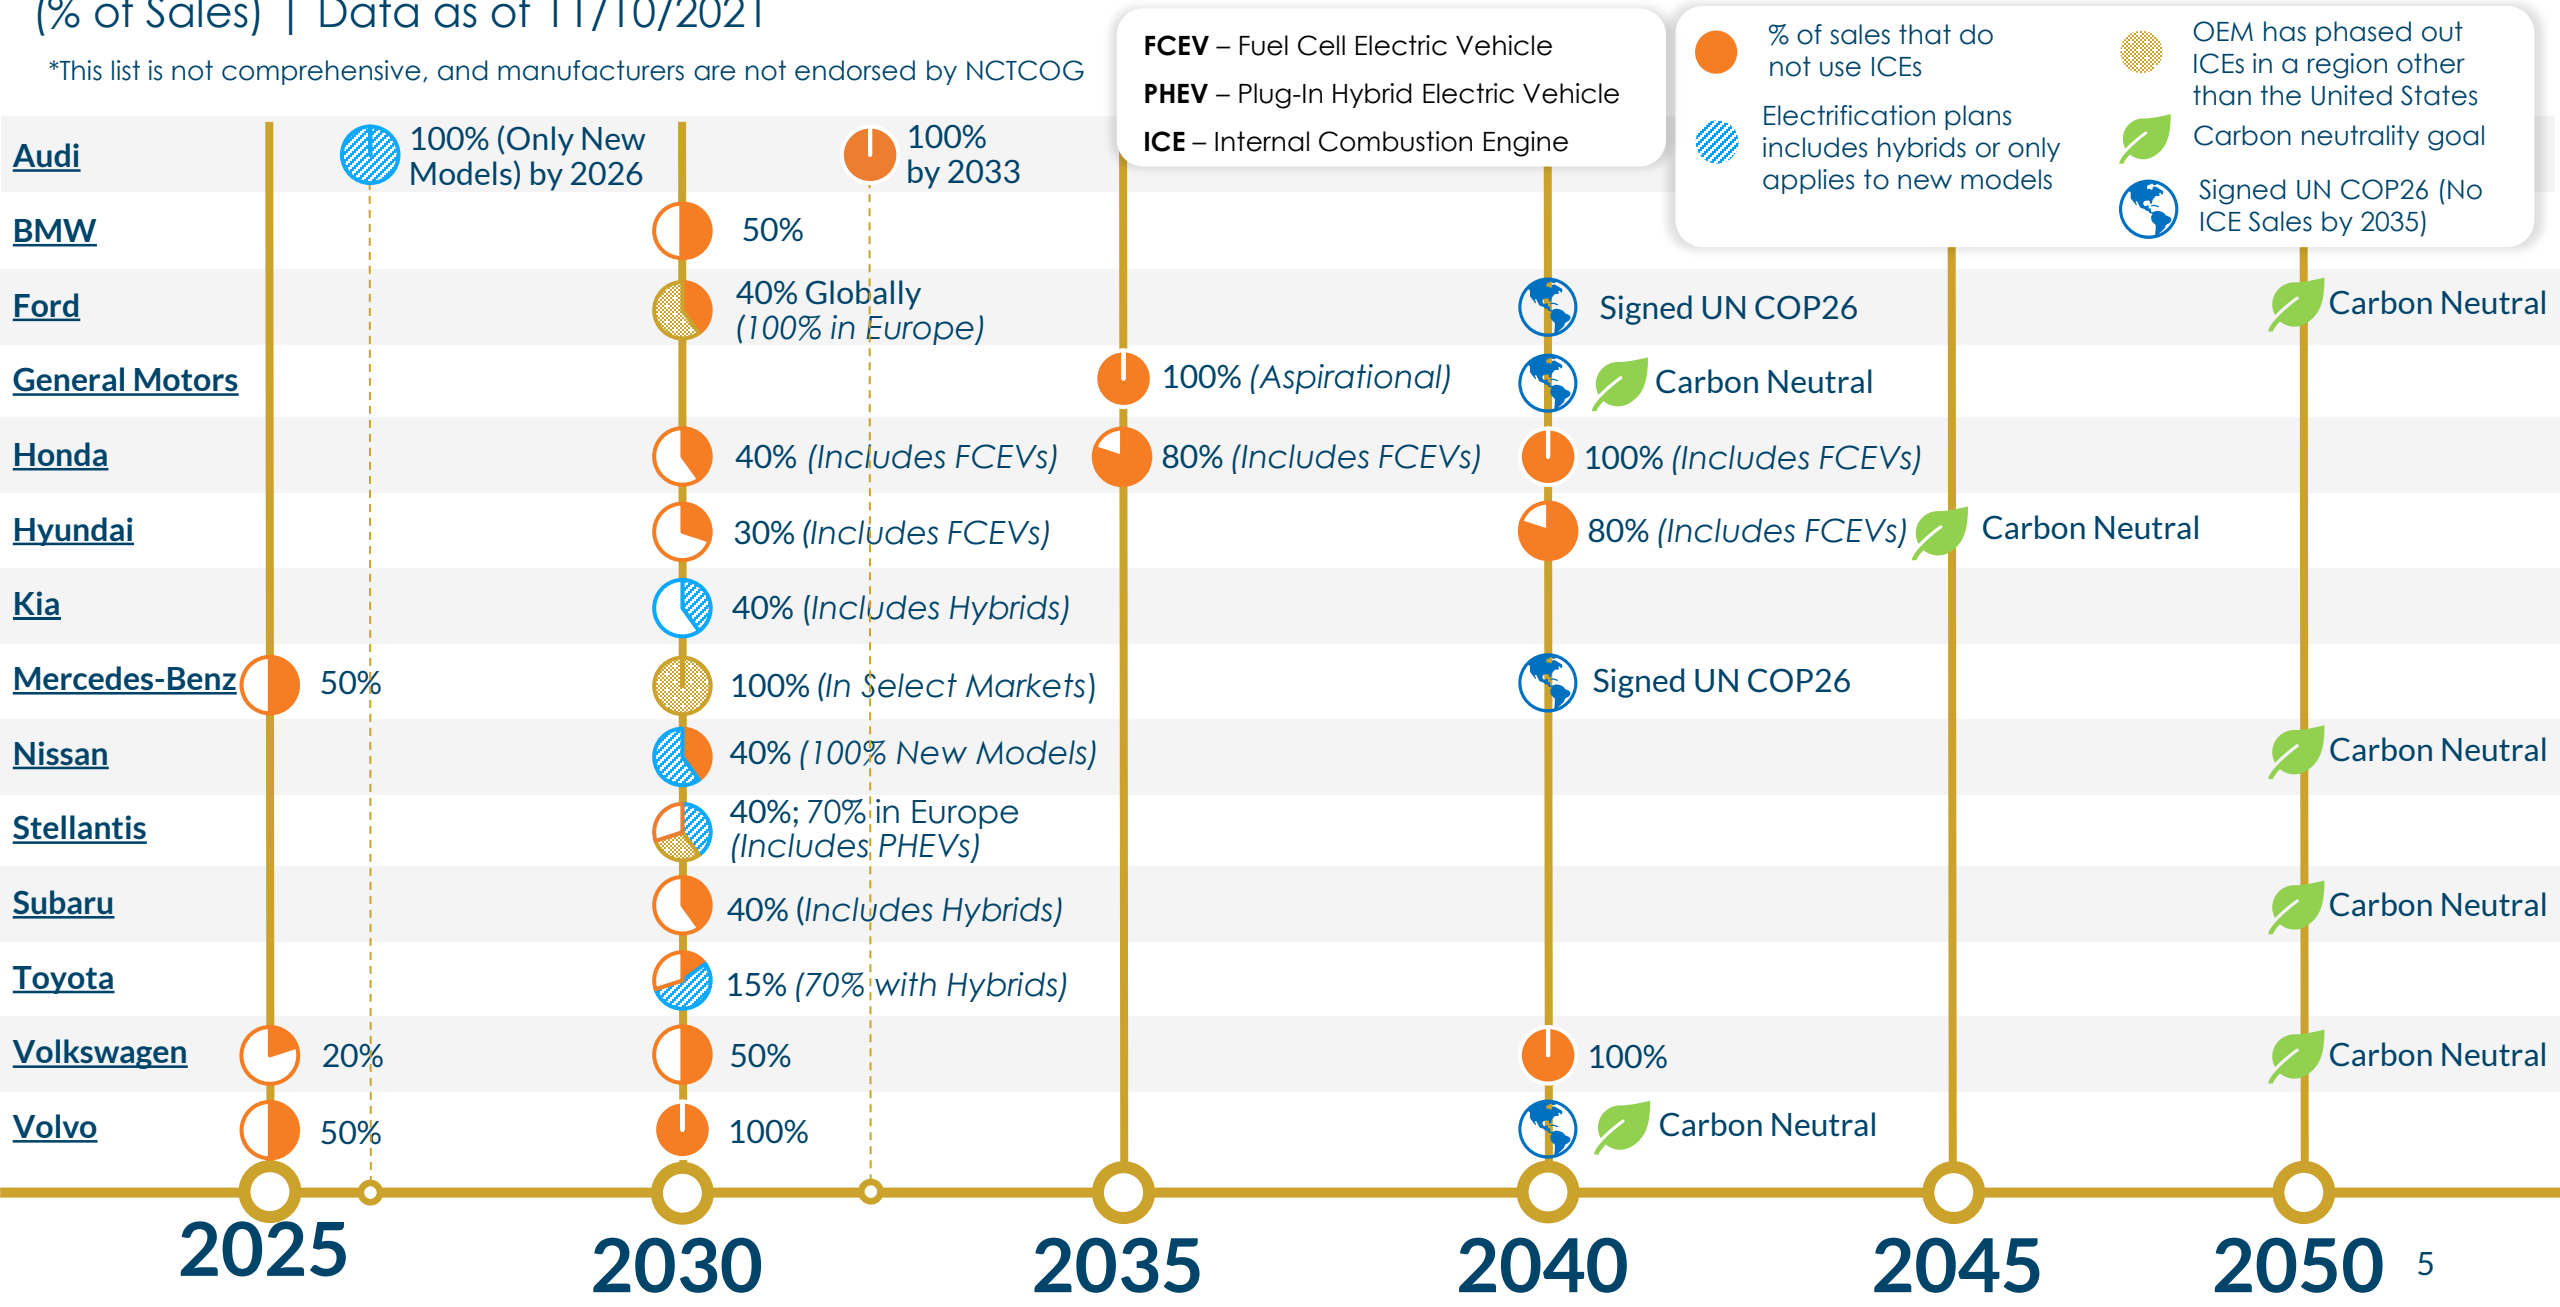 (% of Sales) | Data as of 11/10/2021
*This list is not comprehensive, and manufacturers are not endorsed by NCTCOG
FCEV – Fuel Cell Electric Vehicle
PHEV – Plug-In Hybrid Electric Vehicle
ICE – Internal Combustion Engine
% of sales that do
not use ICEs
Electrification plans
includes hybrids or only
applies to new models
OEM has phased out
ICEs in a region other
than the United States
Carbon neutrality goal
Signed UN COP26 (No
ICE Sales by 2035)
Audi
100% (Only New
Models) by 2026
100%
by 2033
BMW
50%
Ford
40% Globally
(100% in Europe)
Signed UN COP26
Carbon Neutral
General Motors
100% (Aspirational)
Carbon Neutral
Honda
40% (Includes FCEVs)
80% (Includes FCEVs)
100% (Includes FCEVs)
Hyundai
30% (Includes FCEVs)
80% (Includes FCEVs)
Carbon Neutral
Kia
40% (Includes Hybrids)
Mercedes-Benz
50%
100% (In Select Markets)
Signed UN COP26
Nissan
40% (100% New Models)
Carbon Neutral
Stellantis
40%; 70% in Europe
(Includes PHEVs)
Subaru
40% (Includes Hybrids)
Carbon Neutral
Toyota
15% (70% with Hybrids)
Volkswagen
20%
50%
100%
Carbon Neutral
Volvo
50%
100%
Carbon Neutral
2025
2030
2035
2040
2045
2050
5